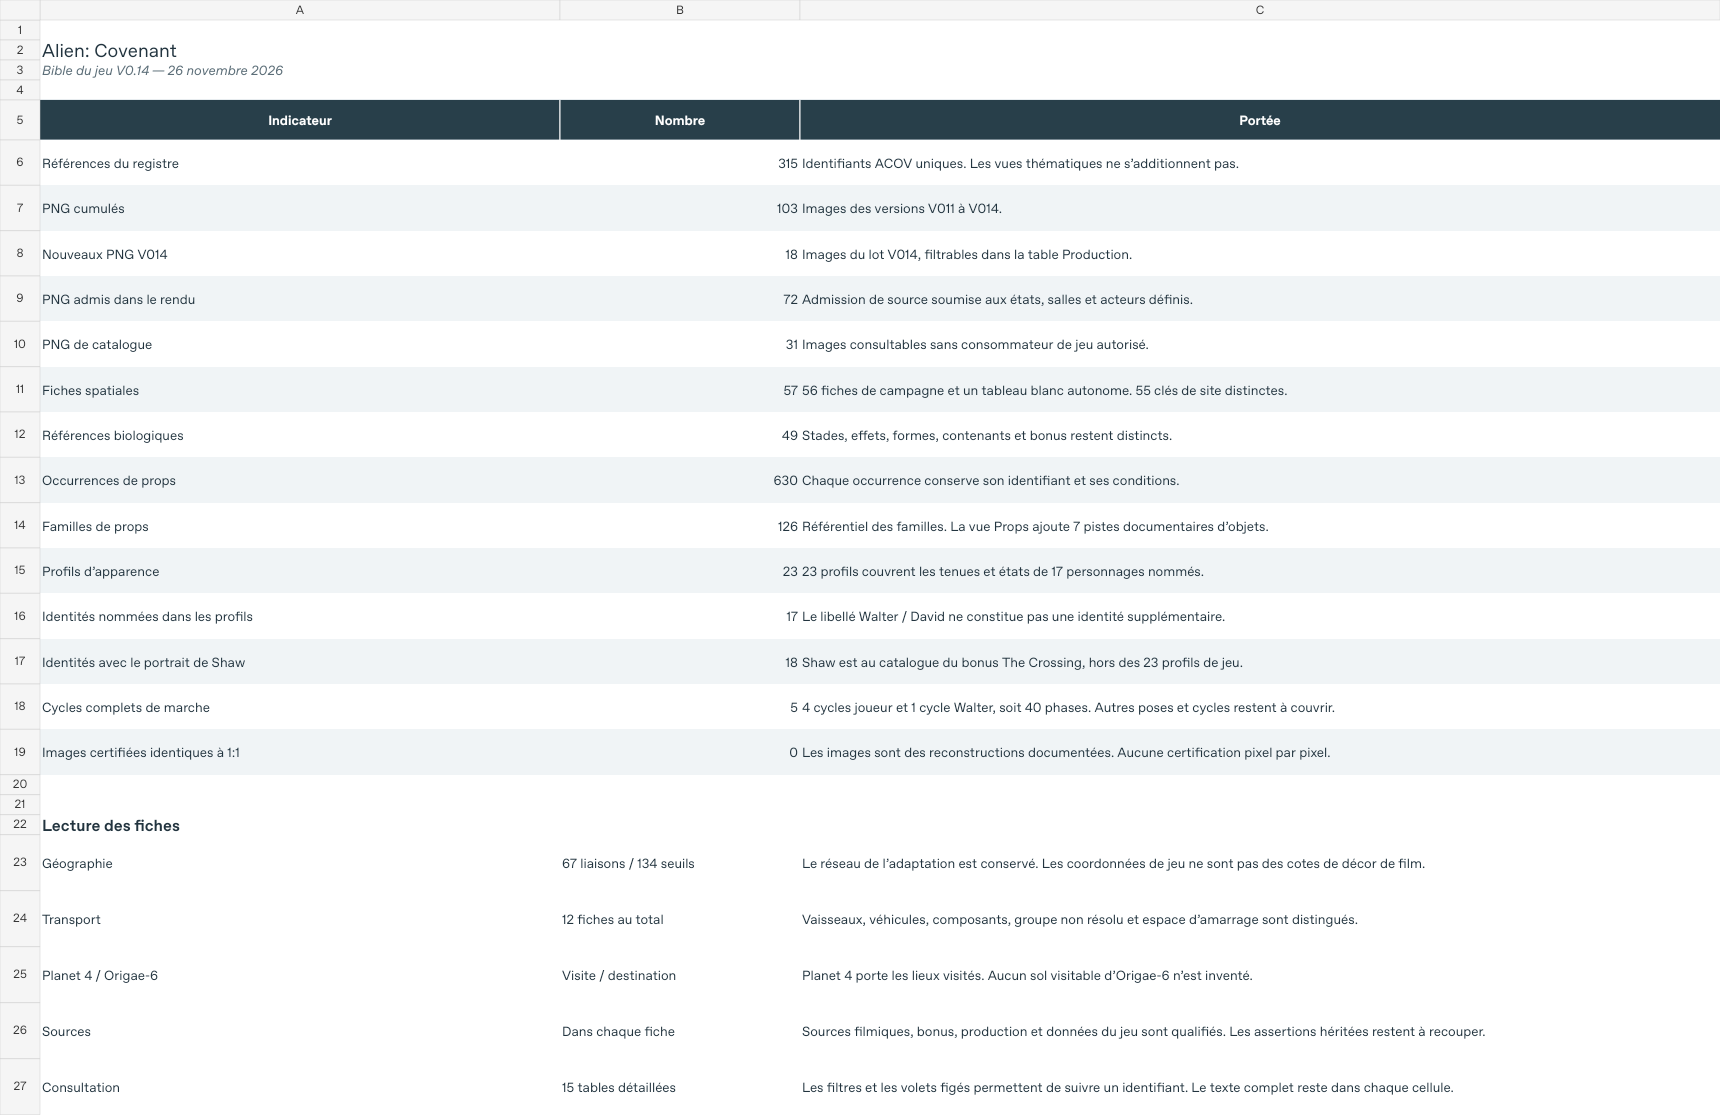 A B C
1
2 Alien: Covenant
3 Bible du jeu V0.14 — 26 novembre 2026
4
5 Indicateur Nombre Portée
6 Références du registre 315 Identifiants ACOV uniques. Les vues thématiques ne s’additionnent pas.
7 PNG cumulés 103 Images des versions V011 à V014.
8 Nouveaux PNG V014 18 Images du lot V014, filtrables dans la table Production.
9 PNG admis dans le rendu 72 Admission de source soumise aux états, salles et acteurs définis.
10 PNG de catalogue 31 Images consultables sans consommateur de jeu autorisé.
11 Fiches spatiales 57 56 fiches de campagne et un tableau blanc autonome. 55 clés de site distinctes.
12 Références biologiques 49 Stades, effets, formes, contenants et bonus restent distincts.
13 Occurrences de props 630 Chaque occurrence conserve son identifiant et ses conditions.
14 Familles de props 126 Référentiel des familles. La vue Props ajoute 7 pistes documentaires d’objets.
15 Profils d’apparence 23 23 profils couvrent les tenues et états de 17 personnages nommés.
16 Identités nommées dans les profils 17 Le libellé Walter / David ne constitue pas une identité supplémentaire.
17 Identités avec le portrait de Shaw 18 Shaw est au catalogue du bonus The Crossing, hors des 23 profils de jeu.
18 Cycles complets de marche 5 4 cycles joueur et 1 cycle Walter, soit 40 phases. Autres poses et cycles restent à couvrir.
19 Images certifiées identiques à 1:1 0 Les images sont des reconstructions documentées. Aucune certification pixel par pixel.
20
21
22 Lecture des fiches
23 Géographie 67 liaisons / 134 seuils Le réseau de l’adaptation est conservé. Les coordonnées de jeu ne sont pas des cotes de décor de film.
24 Transport 12 fiches au total Vaisseaux, véhicules, composants, groupe non résolu et espace d’amarrage sont distingués.
25 Planet 4 / Origae-6 Visite / destination Planet 4 porte les lieux visités. Aucun sol visitable d’Origae-6 n’est inventé.
26 Sources Dans chaque fiche Sources filmiques, bonus, production et données du jeu sont qualifiés. Les assertions héritées restent à recouper.
27 Consultation 15 tables détaillées Les filtres et les volets figés permettent de suivre un identifiant. Le texte complet reste dans chaque cellule.